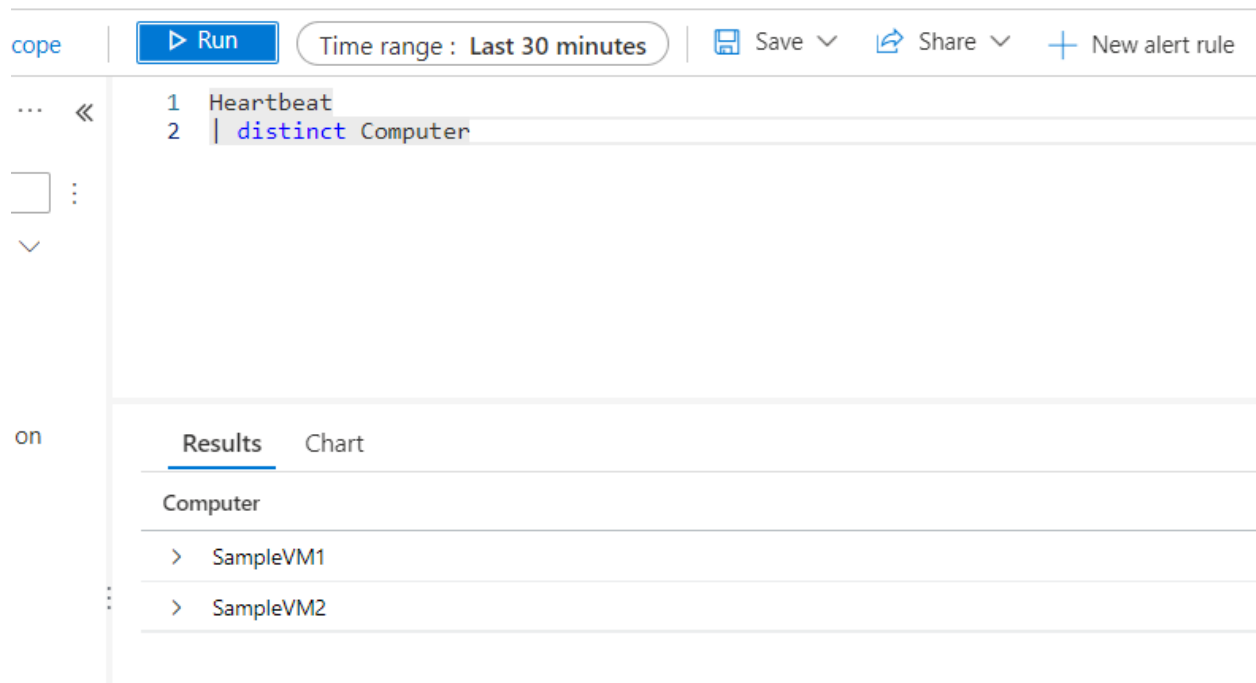 cope Run Time range : Last 30 minutes Save Share New alert rule
1 Heartbeat
2 | distinct Computer
on
Results Chart
Computer
SampleVM1
SampleVM2